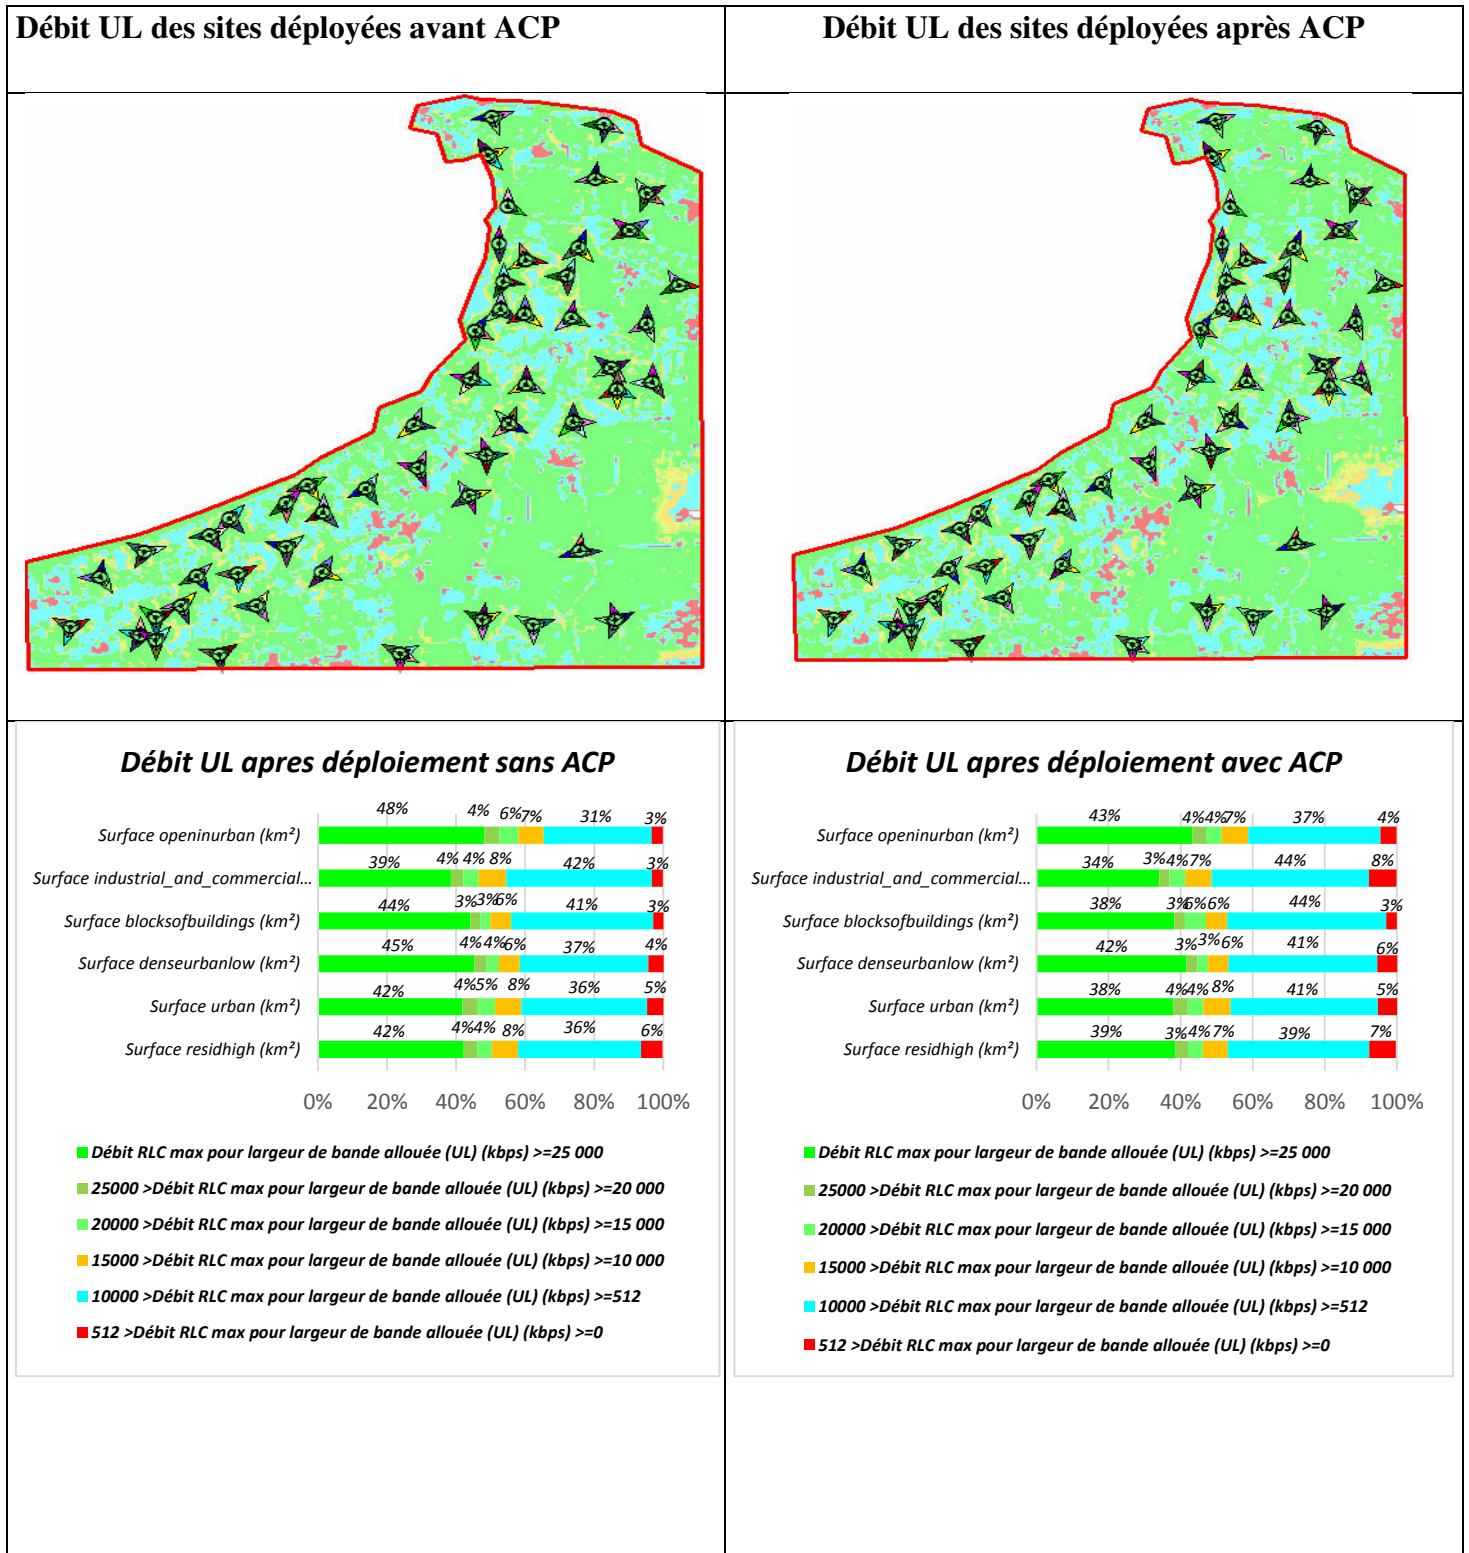 Débit UL des sites déployées avant ACP
Débit UL des sites déployées après ACP
Débit UL apres déploiement sans ACP
48% 4% 6% 7% 31% 3%
Surface openinurban (km²)
39% 4% 4% 8% 42% 3%
Surface industrial_and_commercial...
44% 3% 3% 6% 41% 3%
Surface blocksofbuildings (km²)
45% 4% 4% 6% 37% 4%
Surface denseurbanlow (km²)
42% 4% 5% 8% 36% 5%
Surface urban (km²)
42% 4% 4% 8% 36% 6%
Surface residhigh (km²)
0% 20% 40% 60% 80% 100%
Débit RLC max pour largeur de bande allouée (UL) (kbps) >=25 000
25000 >Débit RLC max pour largeur de bande allouée (UL) (kbps) >=20 000
20000 >Débit RLC max pour largeur de bande allouée (UL) (kbps) >=15 000
15000 >Débit RLC max pour largeur de bande allouée (UL) (kbps) >=10 000
10000 >Débit RLC max pour largeur de bande allouée (UL) (kbps) >=512
512 >Débit RLC max pour largeur de bande allouée (UL) (kbps) >=0
Débit UL apres déploiement avec ACP
43% 4% 4% 7% 37% 4%
Surface openinurban (km²)
34% 3% 4% 7% 44% 8%
Surface industrial_and_commercial...
38% 3% 6% 6% 44% 3%
Surface blocksofbuildings (km²)
42% 3% 3% 6% 41% 6%
Surface denseurbanlow (km²)
38% 4% 4% 8% 41% 5%
Surface urban (km²)
39% 3% 4% 7% 39% 7%
Surface residhigh (km²)
0% 20% 40% 60% 80% 100%
Débit RLC max pour largeur de bande allouée (UL) (kbps) >=25 000
25000 >Débit RLC max pour largeur de bande allouée (UL) (kbps) >=20 000
20000 >Débit RLC max pour largeur de bande allouée (UL) (kbps) >=15 000
15000 >Débit RLC max pour largeur de bande allouée (UL) (kbps) >=10 000
10000 >Débit RLC max pour largeur de bande allouée (UL) (kbps) >=512
512 >Débit RLC max pour largeur de bande allouée (UL) (kbps) >=0